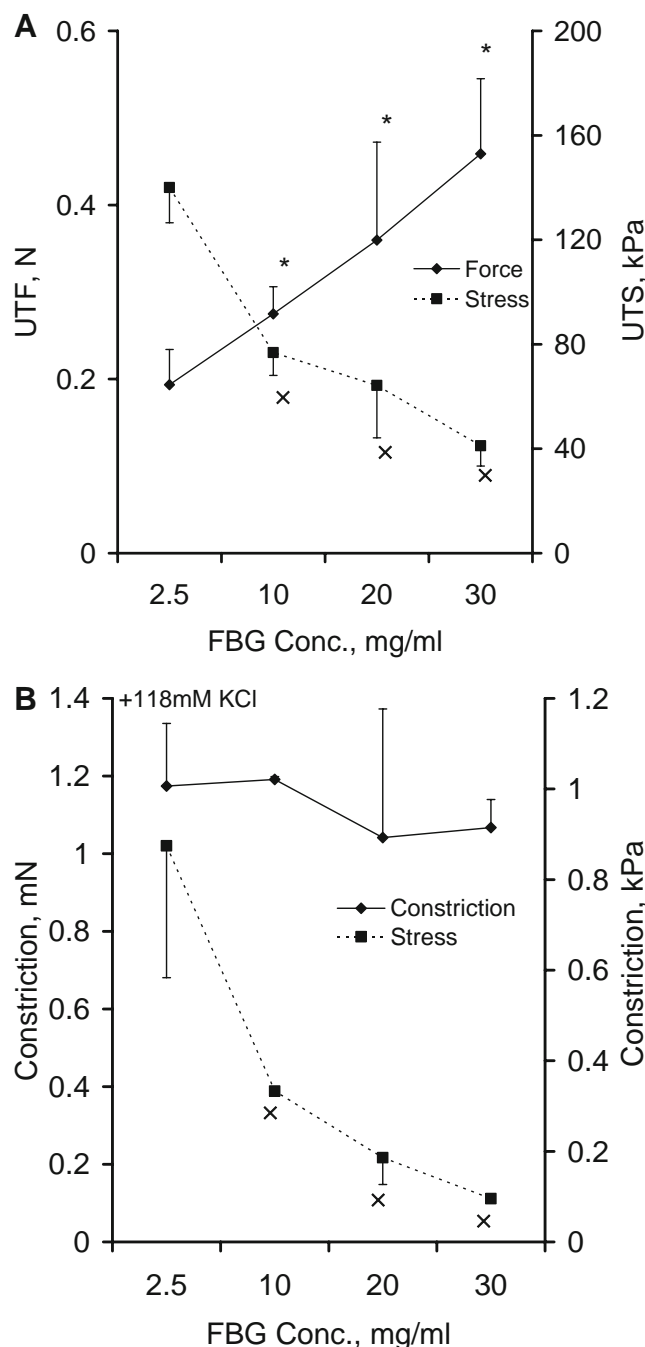 A
0.6
0.4
0.2
0
UTF, N
200
160
120
80
40
0
UTS, kPa
*
*
*
×
×
×
Force
Stress
2.5 10 20 30
FBG Conc., mg/ml
B
+118mM KCl
1.4
1.2
1
0.8
0.6
0.4
0.2
0
Constriction, mN
1.2
1
0.8
0.6
0.4
0.2
0
Constriction, kPa
Constriction
Stress
×
×
×
2.5 10 20 30
FBG Conc., mg/ml